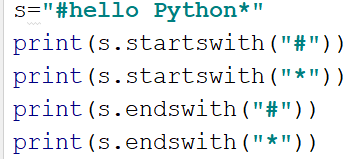 s="#hello Python*"
print(s.startswith("#"))
print(s.startswith("*"))
print(s.endswith("#"))
print(s.endswith("*"))